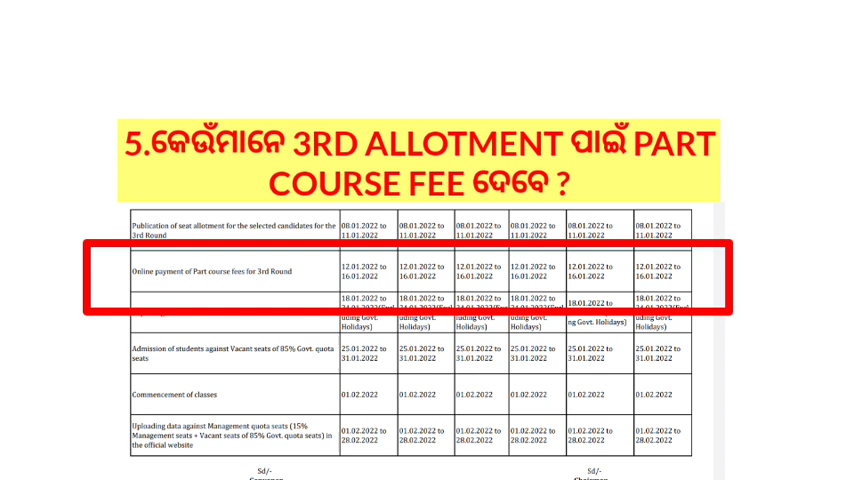 5.କେଉଁମାନେ 3RD ALLOTMENT ପାଇଁ PART
COURSE FEE ଦେବେ ?
Publication of seat allotment for the selected candidates for the 08.01.2022 to 08.01.2022 to 08.01.2022 to 08.01.2022 to 08.01.2022 to 08.01.2022 to
3rd Round 11.01.2022 11.01.2022 11.01.2022 11.01.2022 11.01.2022 11.01.2022
12.01.2022 to 12.01.2022 to 12.01.2022 to 12.01.2022 to 12.01.2022 to 12.01.2022 to
Online payment of Part course fees for 3rd Round
16.01.2022 16.01.2022 16.01.2022 16.01.2022 16.01.2022 16.01.2022
18.01.2022 to 18.01.2022 to 18.01.2022 to 18.01.2022 to 18.01.2022 to 18.01.2022 to
uding Govt. uding Govt. luding Govt. luding Govt. ng Govt. Holidays) uding Govt.
Holidays) Holidays) Holidays) Holidays) Holidays)
Admission of students against Vacant seats of 85% Govt. quota 25.01.2022 to 25.01.2022 to 25.01.2022 to 25.01.2022 to 25.01.2022 to 25.01.2022 to
seats 31.01.2022 31.01.2022 31.01.2022 31.01.2022 31.01.2022 31.01.2022
Commencement of classes 01.02.2022 01.02.2022 01.02.2022 01.02.2022 01.02.2022 01.02.2022
Uploading data against Management quota seats (15%
Management seats + Vacant seats of 85% Govt. quota seats) in 01.02.2022 to 01.02.2022 to 01.02.2022 to 01.02.2022 to 01.02.2022 to 01.02.2022 to
the official website 28.02.2022 28.02.2022 28.02.2022 28.02.2022 28.02.2022 28.02.2022
Sd/- Sd/-